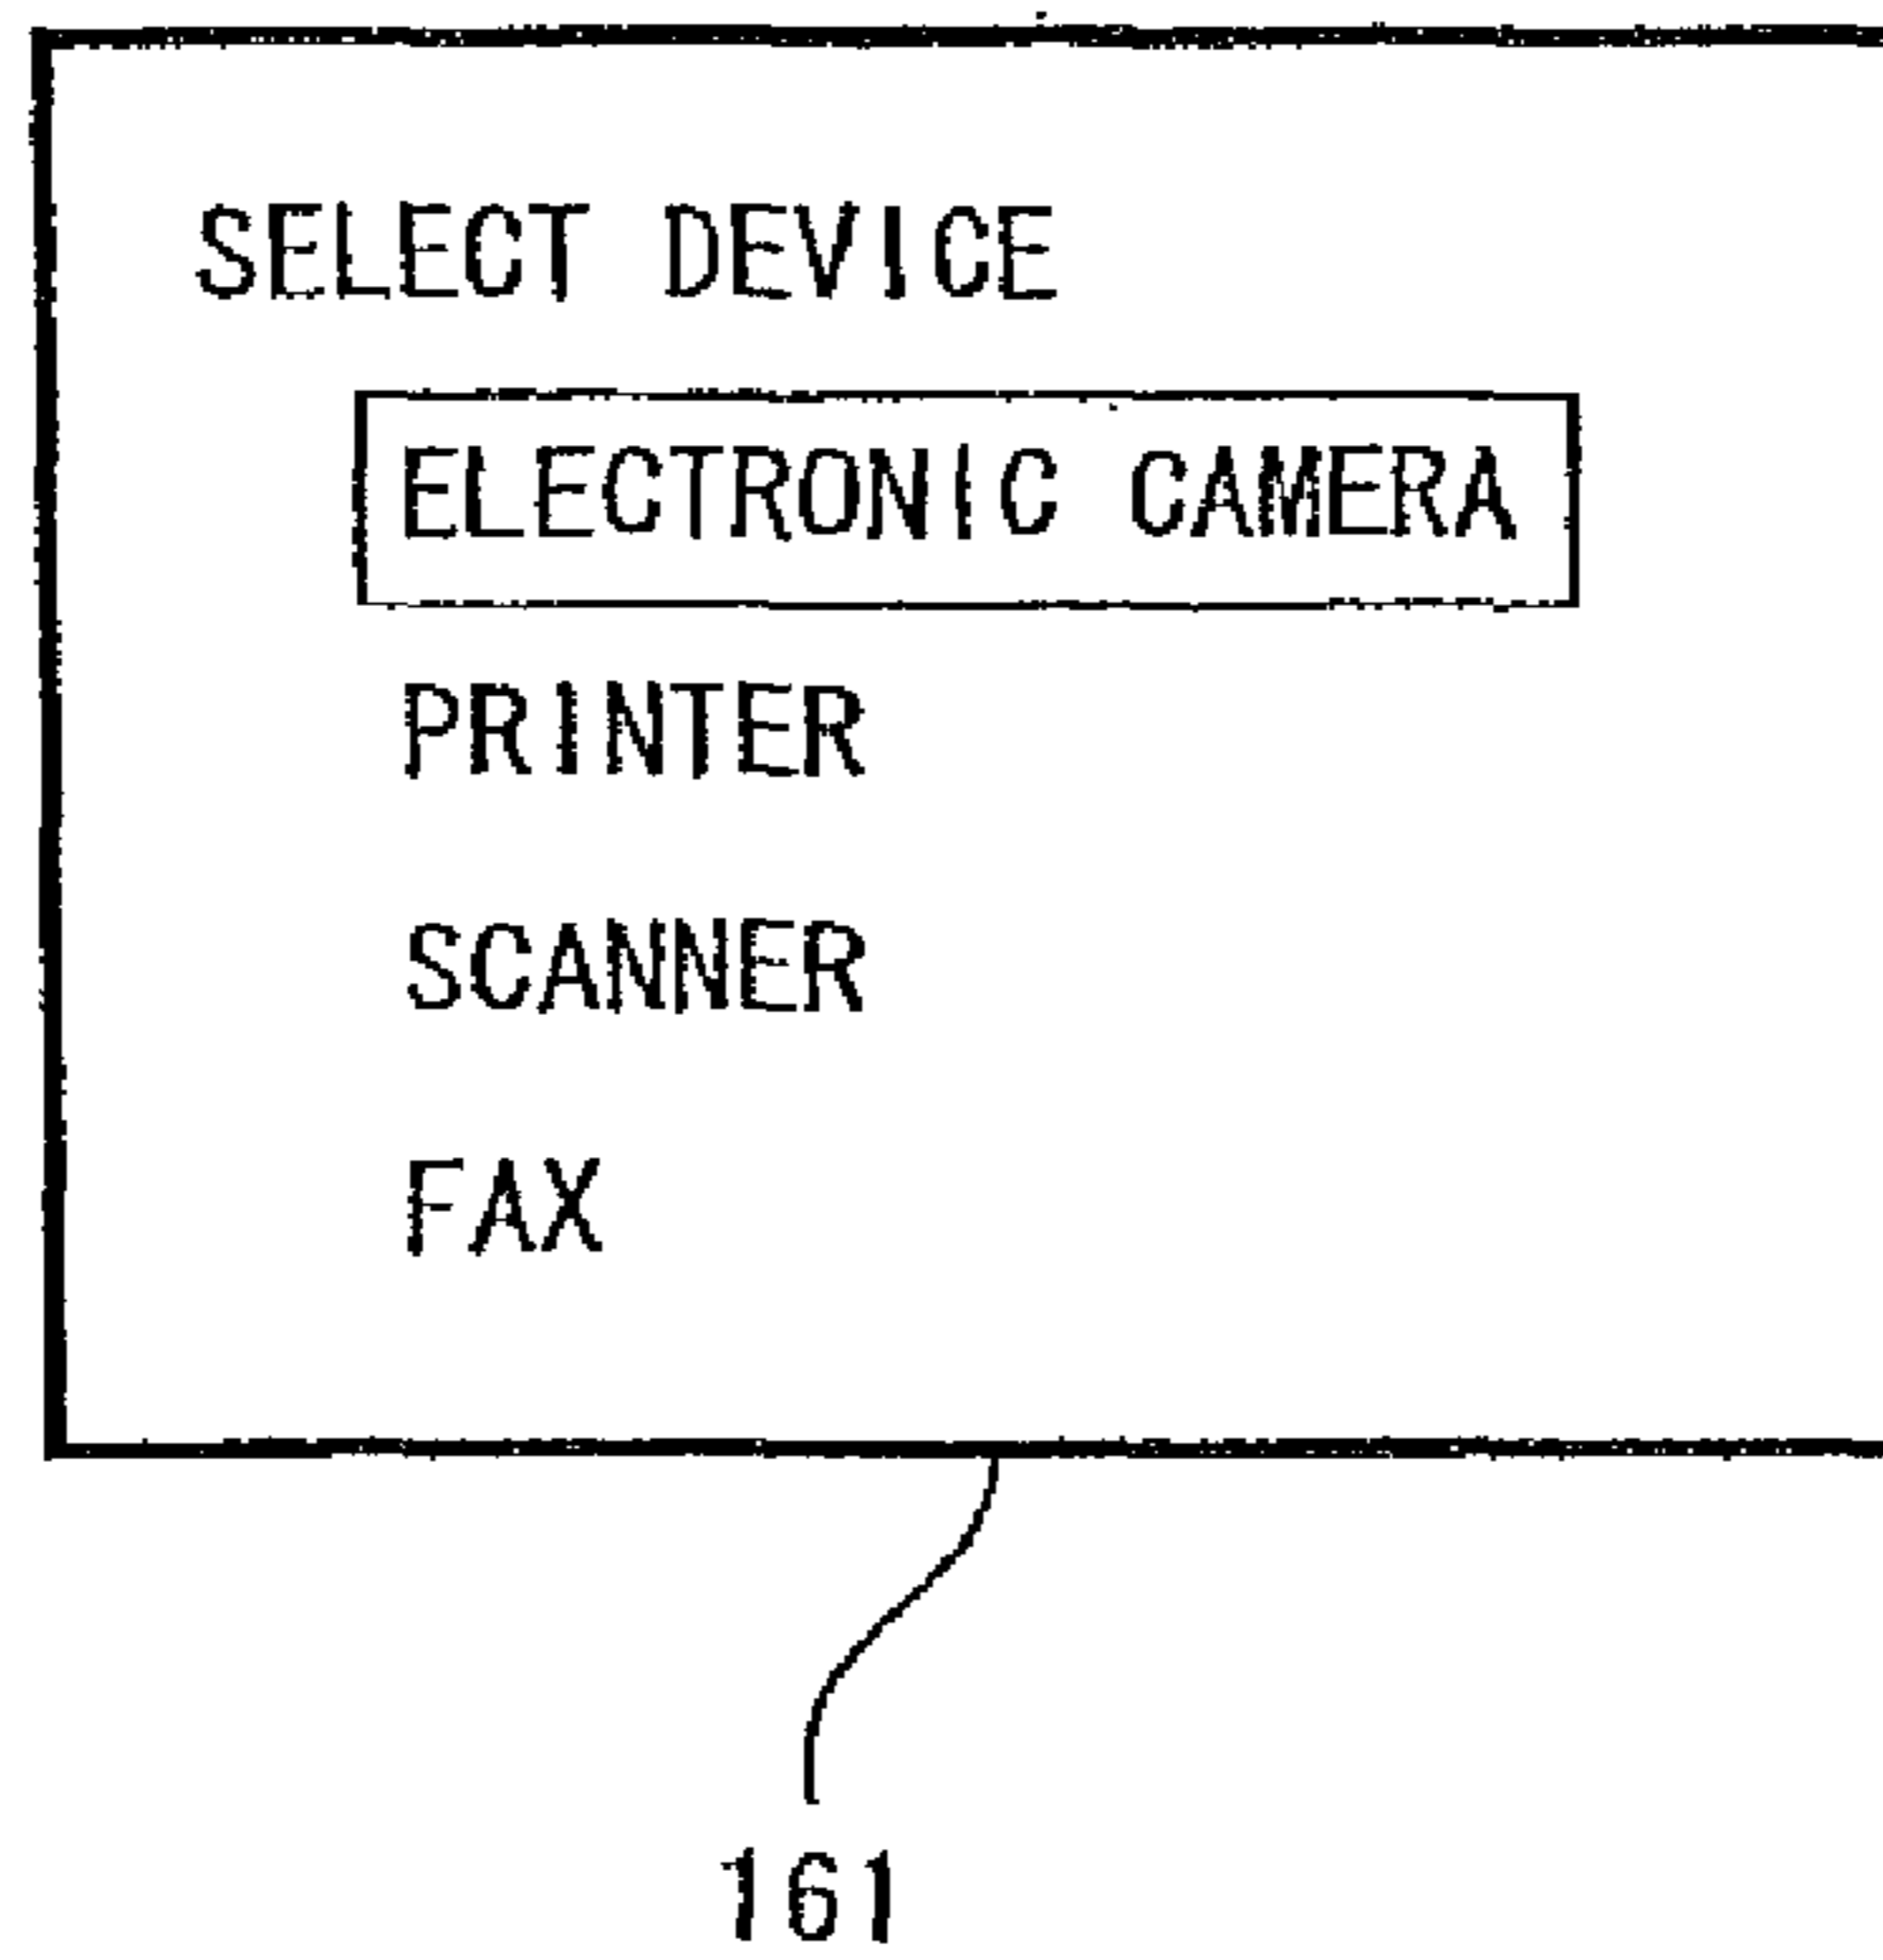 SELECT DEVICE
ELECTRONIC CAMERA
PRINTER
SCANNER
FAX
161